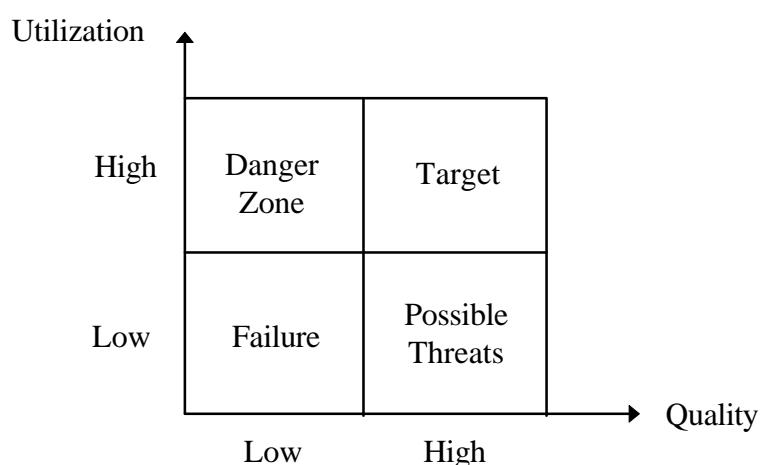 Utilization
High
Danger
Zone
Target
Low
Failure
Possible
Threats
Quality
Low
High